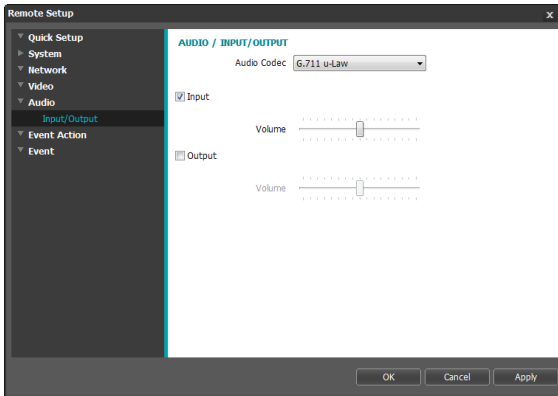 Remote Setup
x
Quick Setup
System
Network
Video
Audio
Input/Output
Event Action
Event
AUDIO / INPUT/OUTPUT
Audio Codec G.711 u-Law
Input
Volume
Output
Volume
OK Cancel Apply